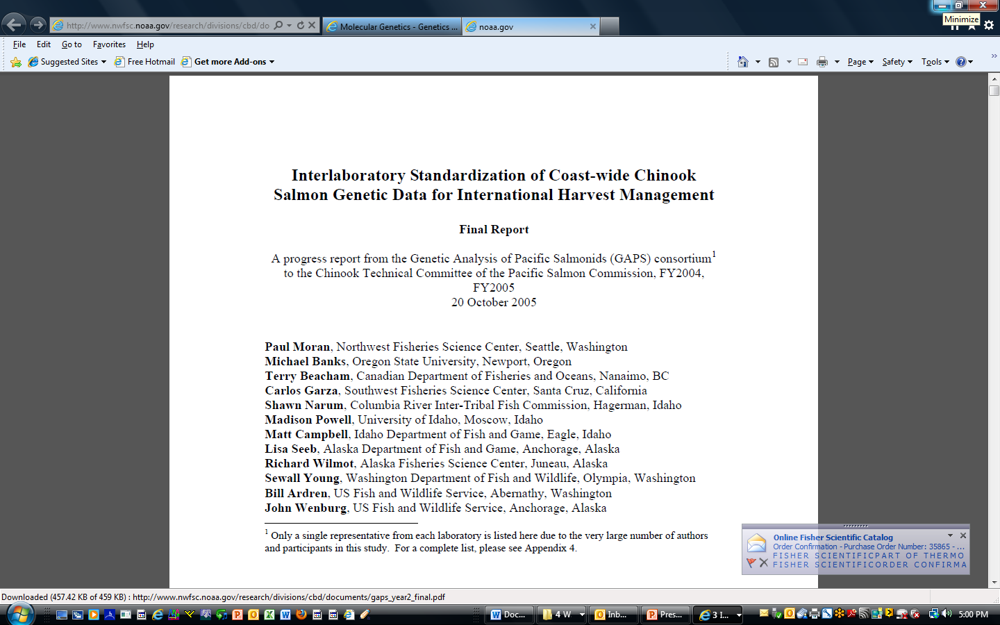 Minimize
http://www.nwfsc.noaa.gov/research/divisions/cbd/do
Molecular Genetics - Genetics ...
noaa.gov
File Edit Go to Favorites Help
Suggested Sites Free Hotmail Get more Add-ons
Page Safety Tools
Interlaboratory Standardization of Coast-wide Chinook
Salmon Genetic Data for International Harvest Management
Final Report
A progress report from the Genetic Analysis of Pacific Salmonids (GAPS) consortium1
to the Chinook Technical Committee of the Pacific Salmon Commission, FY2004,
FY2005
20 October 2005
Paul Moran, Northwest Fisheries Science Center, Seattle, Washington
Michael Banks, Oregon State University, Newport, Oregon
Terry Beacham, Canadian Department of Fisheries and Oceans, Nanaimo, BC
Carlos Garza, Southwest Fisheries Science Center, Santa Cruz, California
Shawn Narum, Columbia River Inter-Tribal Fish Commission, Hagerman, Idaho
Madison Powell, University of Idaho, Moscow, Idaho
Matt Campbell, Idaho Department of Fish and Game, Eagle, Idaho
Lisa Seeb, Alaska Department of Fish and Game, Anchorage, Alaska
Richard Wilmot, Alaska Fisheries Science Center, Juneau, Alaska
Sewall Young, Washington Department of Fish and Wildlife, Olympia, Washington
Bill Ardren, US Fish and Wildlife Service, Abernathy, Washington
John Wenburg, US Fish and Wildlife Service, Anchorage, Alaska
1 Only a single representative from each laboratory is listed here due to the very large number of authors
and participants in this study. For a complete list, please see Appendix 4.
Online Fisher Scientific Catalog
Order Confirmation - Purchase Order Number: 35865 - ...
FISHER SCIENTIFICPART OF THERMO
FISHER SCIENTIFICORDER CONFIRMA
Downloaded (457.42 KB of 459 KB) : http://www.nwfsc.noaa.gov/research/divisions/cbd/documents/gaps_year2_final.pdf
Doc... 4 W Inb... Pres... 3 I... 5:00 PM